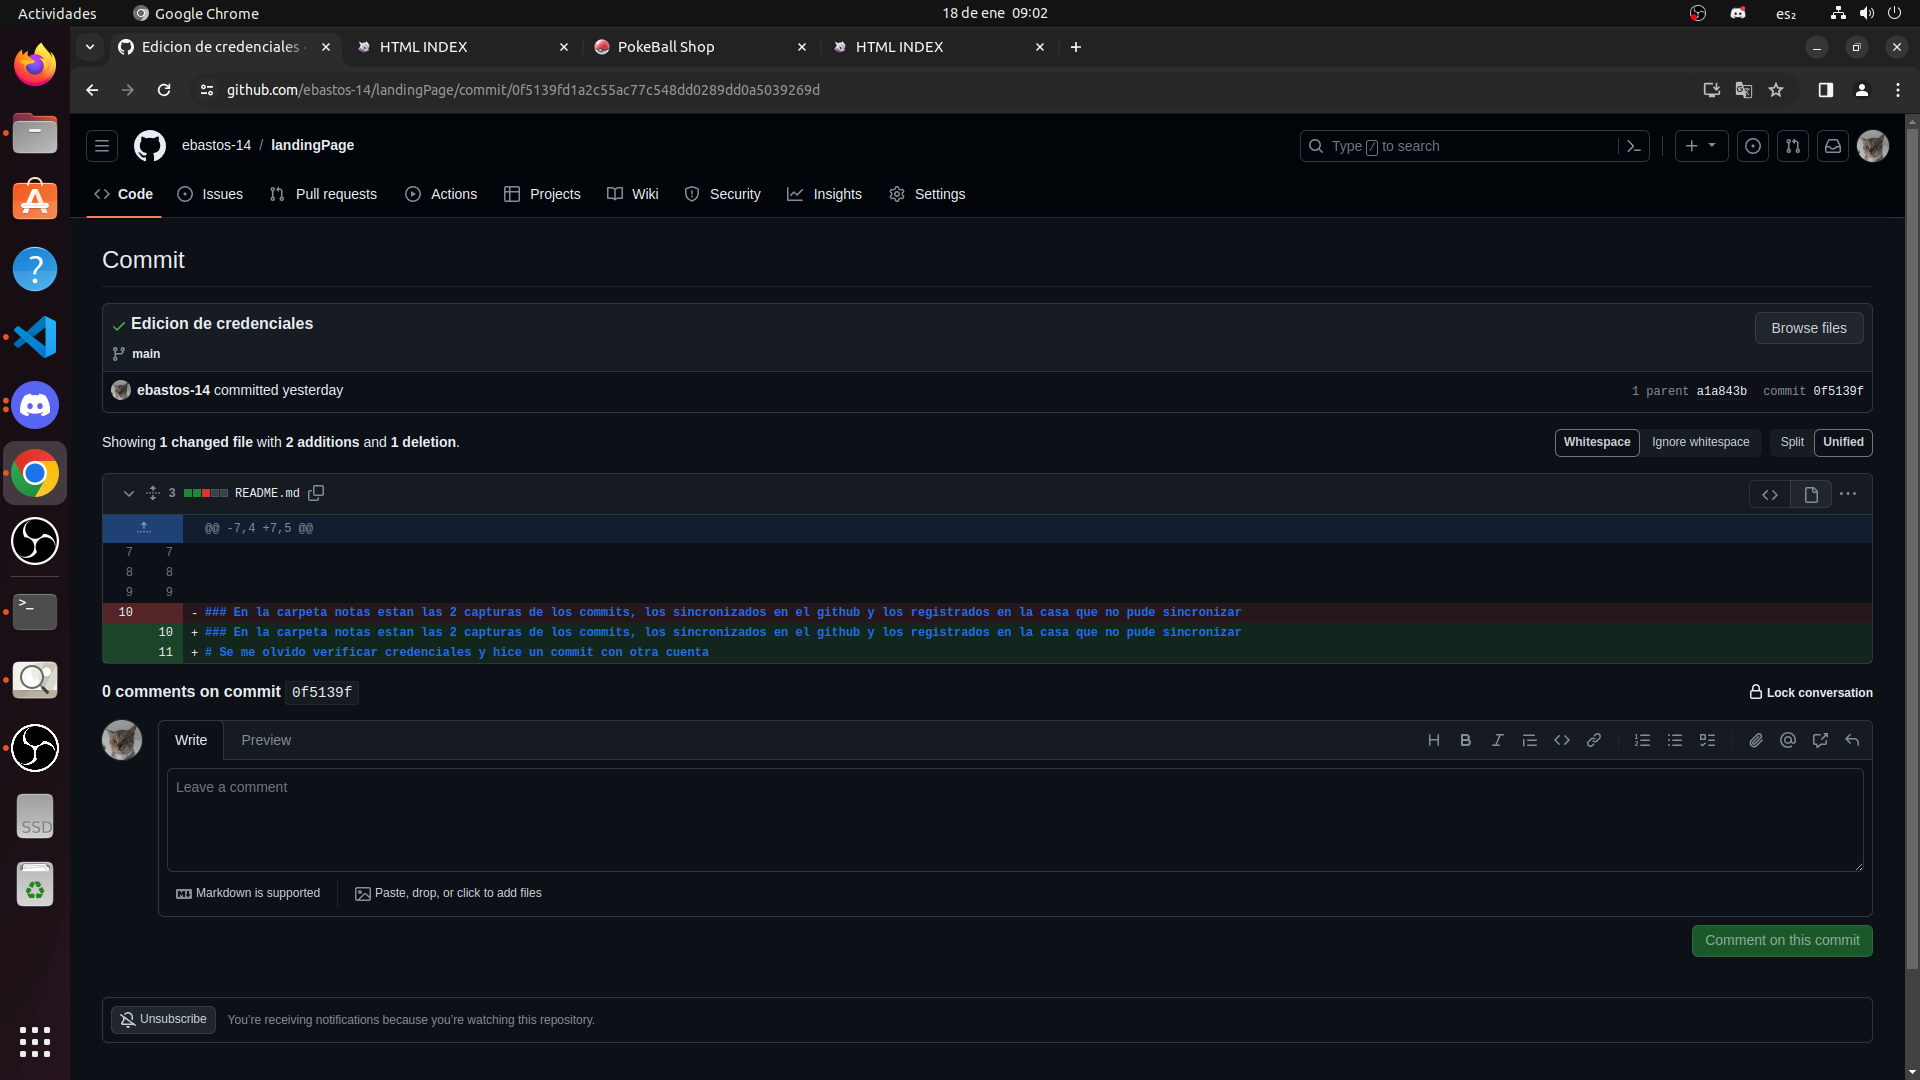 Actividades
Google Chrome
18 de ene 09:02
es₂
Edicion de credenciales
HTML INDEX
PokeBall Shop
HTML INDEX
github.com/ebastos-14/landingPage/commit/0f5139fd1a2c55ac77c548dd0289dd0a5039269d
ebastos-14 / landingPage
Type / to search
Code
Issues
Pull requests
Actions
Projects
Wiki
Security
Insights
Settings
Commit
Edicion de credenciales
Browse files
main
ebastos-14 committed yesterday
1 parent a1a843b commit 0f5139f
Showing 1 changed file with 2 additions and 1 deletion.
Whitespace
Ignore whitespace
Split
Unified
3
README.md
@@ -7,4 +7,5 @@
7 7
8 8
9 9
10 - ### En la carpeta notas estan las 2 capturas de los commits, los sincronizados en el github y los registrados en la casa que no pude sincronizar
10 + ### En la carpeta notas estan las 2 capturas de los commits, los sincronizados en el github y los registrados en la casa que no pude sincronizar
11 + # Se me olvido verificar credenciales y hice un commit con otra cuenta
0 comments on commit 0f5139f
Lock conversation
Write
Preview
Leave a comment
Markdown is supported
Paste, drop, or click to add files
Comment on this commit
Unsubscribe
You're receiving notifications because you're watching this repository.
SSD